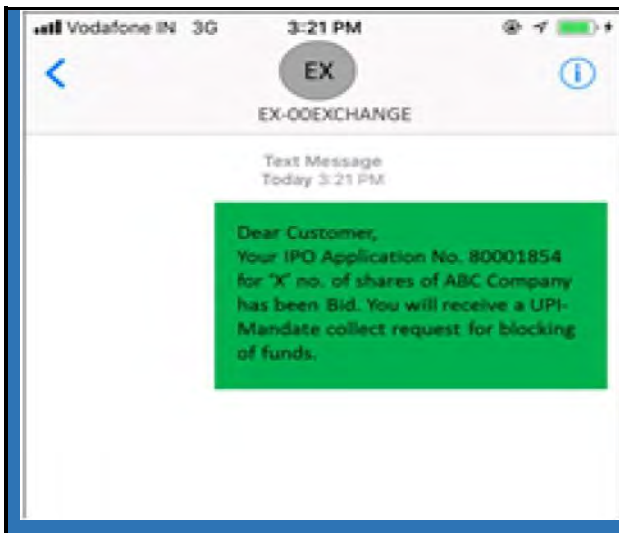 Vodafone IN 3G 3:21 PM
EX
EX-OOEXCHANGE
Text Message
Today 3:21 PM
Dear Customer,
Your IPO Application No. 80001854
for "X" no. of shares of ABC Company
has been Bid. You will receive a UPI-
Mandate collect request for blocking
of funds.